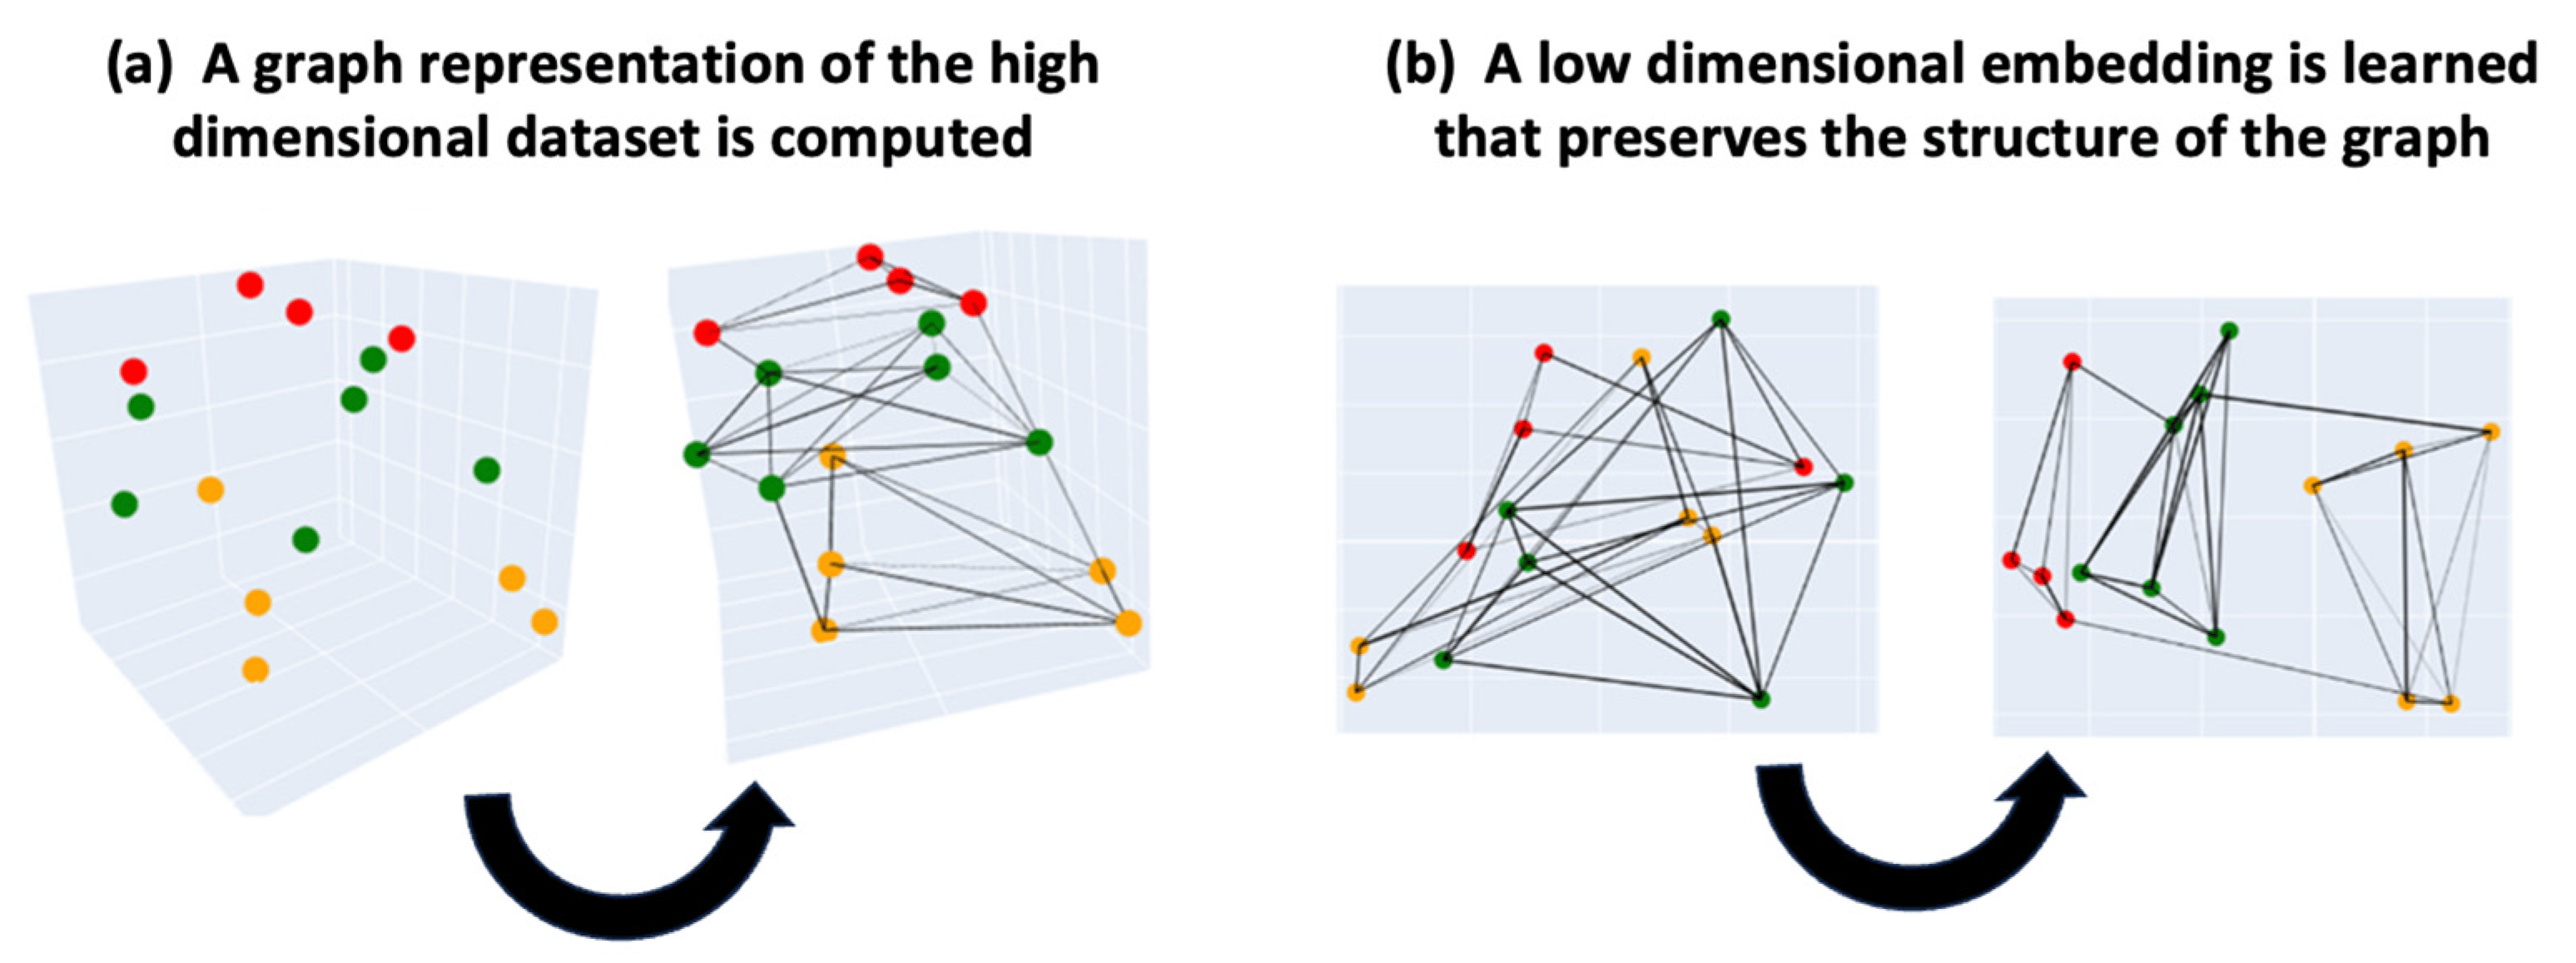 (a) A graph representation of the high
dimensional dataset is computed
(b) A low dimensional embedding is learned
that preserves the structure of the graph